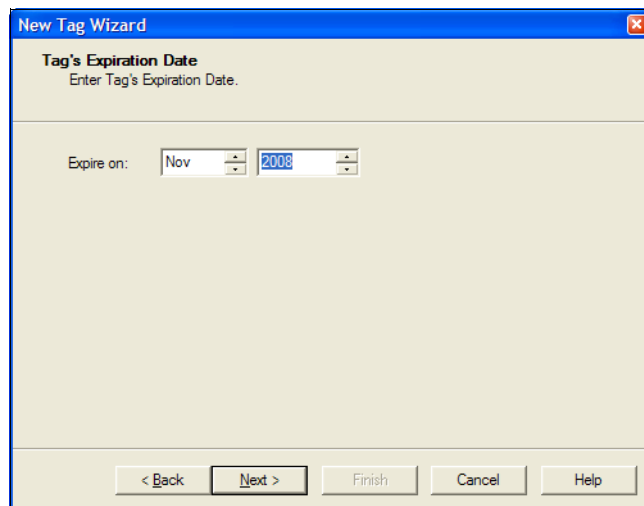 New Tag Wizard
Tag's Expiration Date
Enter Tag's Expiration Date.
Expire on: Nov 2008
< Back Next > Finish Cancel Help